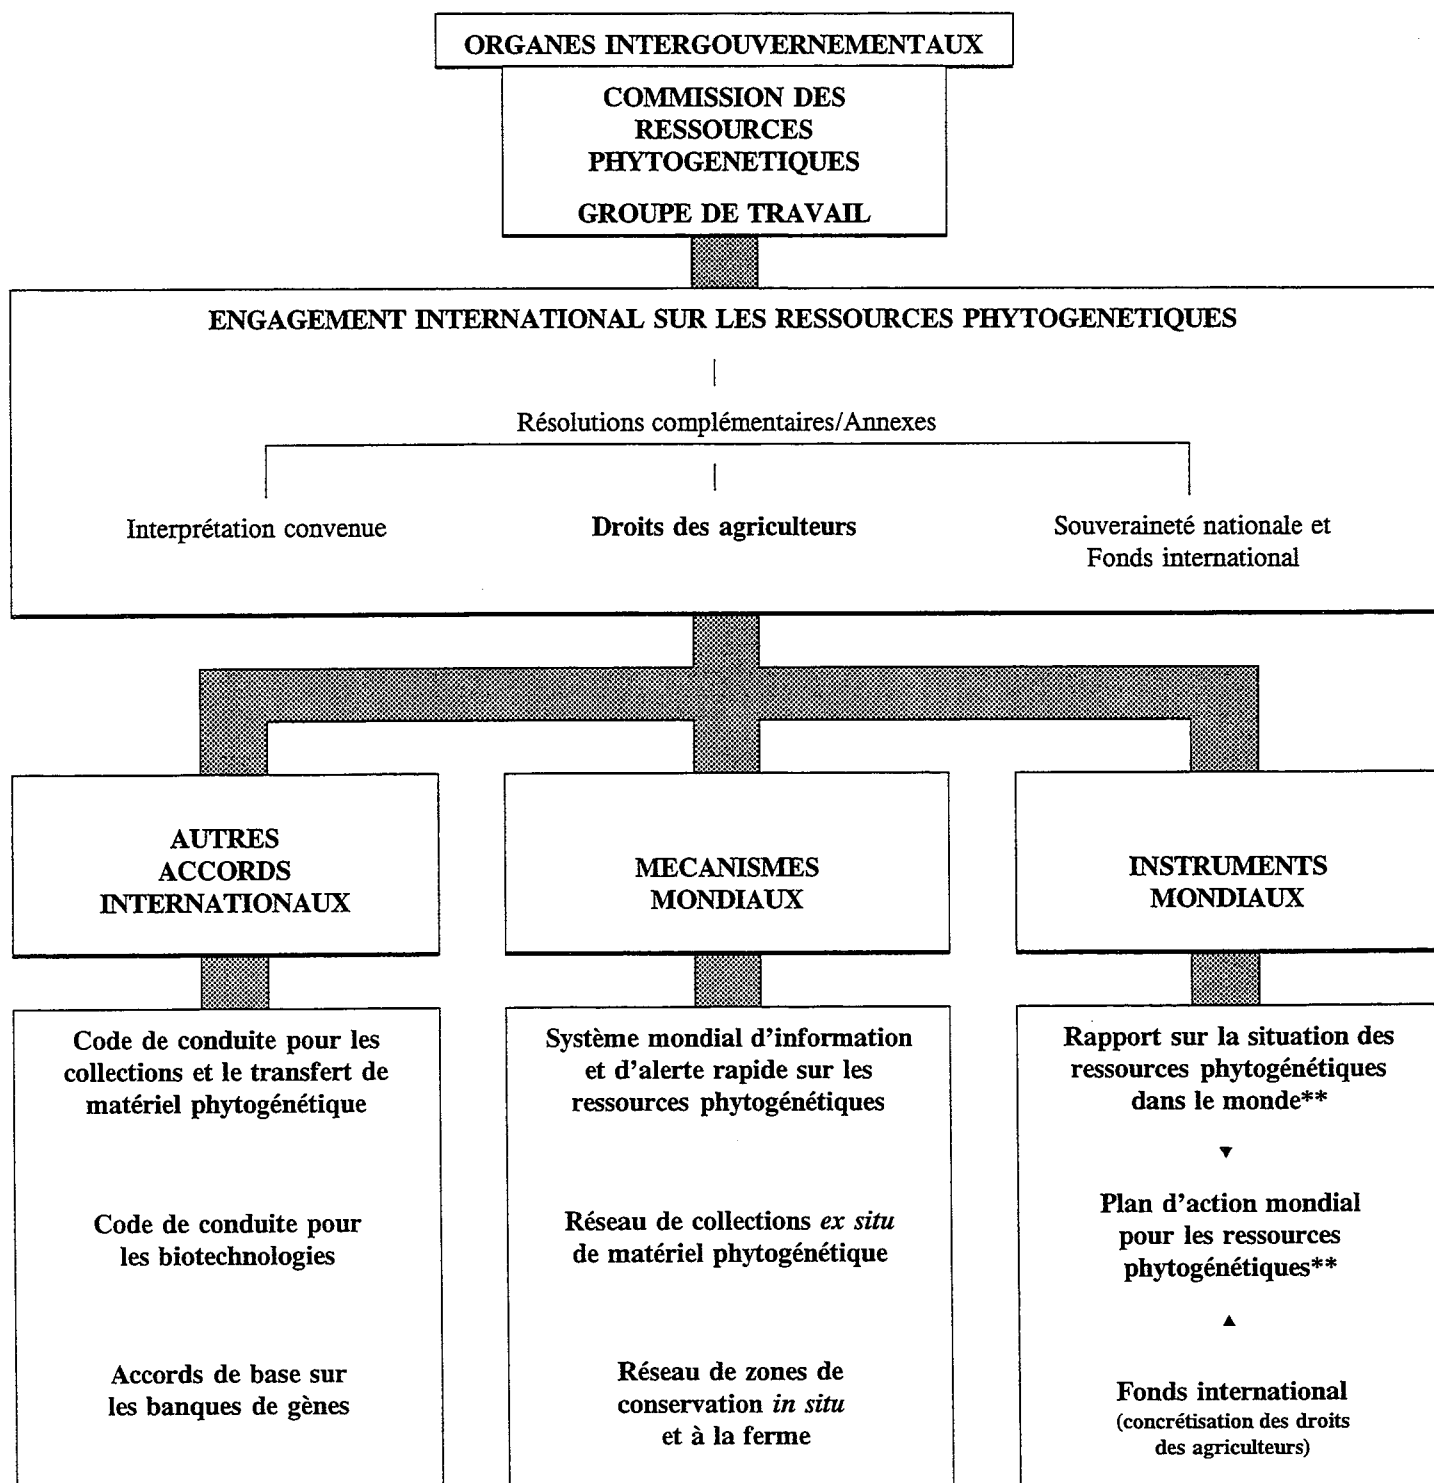 ORGANES INTERGOUVERNEMENTAUX
COMMISSION DES
RESSOURCES
PHYTOGENETIQUES
GROUPE DE TRAVAIL
ENGAGEMENT INTERNATIONAL SUR LES RESSOURCES PHYTOGENETIQUES
Résolutions complémentaires/Annexes
Interprétation convenue
Droits des agriculteurs
Souveraineté nationale et
Fonds international
AUTRES
ACCORDS
INTERNATIONAUX
MECANISMES
MONDIAUX
INSTRUMENTS
MONDIAUX
Code de conduite pour les
collections et le transfert de
matériel phytogénétique
Code de conduite pour
les biotechnologies
Accords de base sur
les banques de gènes
Système mondial d'information
et d'alerte rapide sur les
ressources phytogénétiques
Réseau de collections ex situ
de matériel phytogénétique
Réseau de zones de
conservation in situ
et à la ferme
Rapport sur la situation des
ressources phytogénétiques
dans le monde**
Plan d'action mondial
pour les ressources
phytogénétiques**
Fonds international
(concrétisation des droits
des agriculteurs)